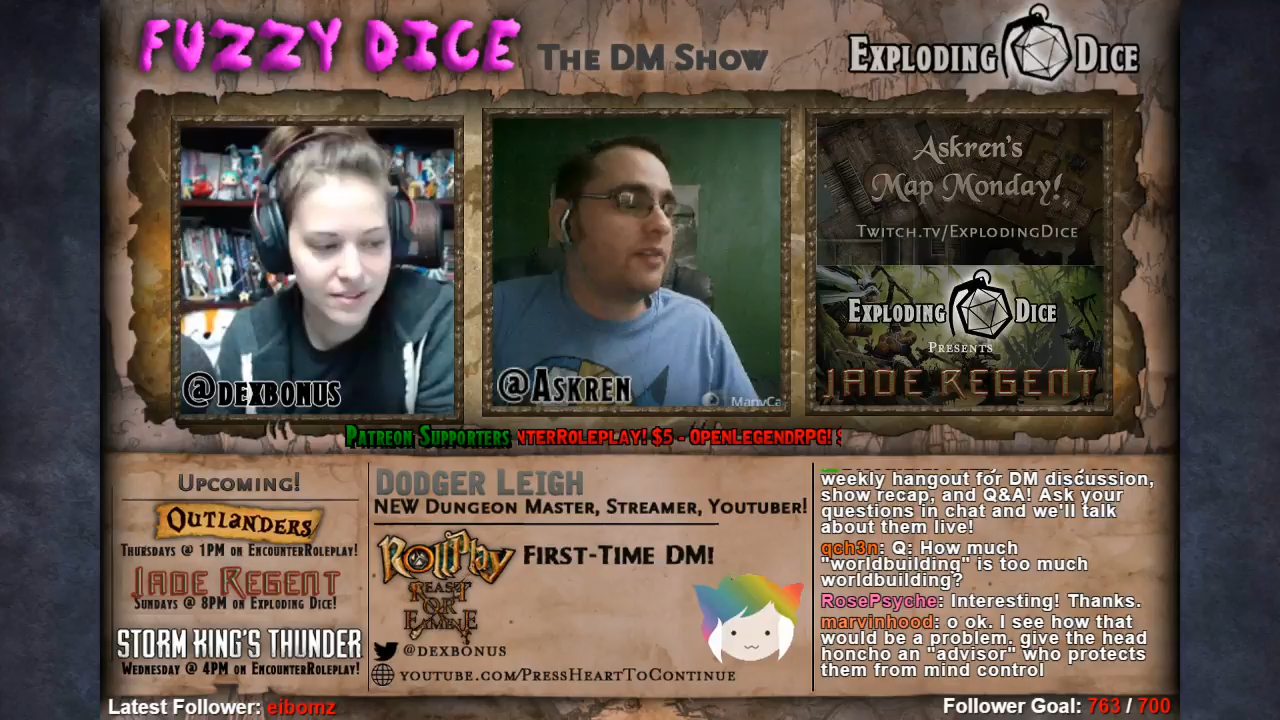 FUZZY DICE THE DM SHOW
EXPLODING DICE
@DEXBONUS
@ASKREN
ManyCa
ASKREN'S
MAP MONDAY!
TWITCH.TV/EXPLODINGDICE
EXPLODING DICE
PRESENTS
JADE REGENT
PATREON SUPPORTERS NTERROLEPLAY! $5 - OPENLEGENDRPG!
UPCOMING!
OUTLANDERS
THURSDAYS @ 1PM ON ENCOUNTERROLEPLAY!
JADE REGENT
SUNDAYS @ 8PM ON EXPLODING DICE!
STORM KING'S THUNDER
WEDNESDAY @ 4PM ON ENCOUNTERROLEPLAY!
DODGER LEIGH
NEW DUNGEON MASTER, STREAMER, YOUTUBER!
ROLLPLAY FIRST-TIME DM!
FEAST
OR
FAMINE
@DEXBONUS
YOUTUBE.COM/PRESSHEARTTOCONTINUE
weekly hangout for DM discussion,
show recap, and Q&A! Ask your
questions in chat and we'll talk
about them live!
qch3n: Q: How much
"worldbuilding" is too much
worldbuilding?
RosePsyche: Interesting! Thanks.
marvinhood: o ok. I see how that
would be a problem. give the head
honcho an "advisor" who protects
them from mind control
Latest Follower: eibomz
Follower Goal: 763 / 700